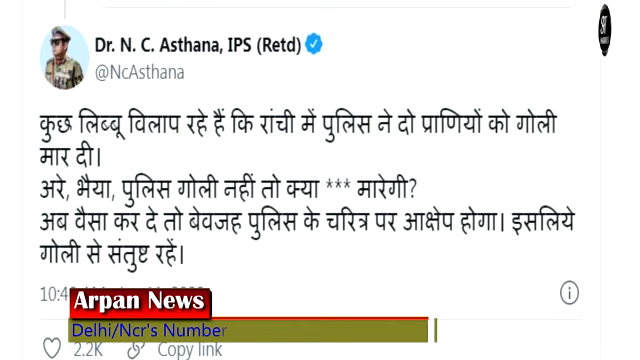 Dr. N. C. Asthana, IPS (Retd)
@NcAsthana
कुछ लिब्बू विलाप रहे हैं कि रांची में पुलिस ने दो प्राणियों को गोली
मार दी।
अरे, भैया, पुलिस गोली नहीं तो क्या *** मारेगी?
अब वैसा कर दे तो बेवजह पुलिस के चरित्र पर आक्षेप होगा। इसलिये
गोली से संतुष्ट रहें।
Arpan News
Delhi/Ncr's Number
2.2K Copy link